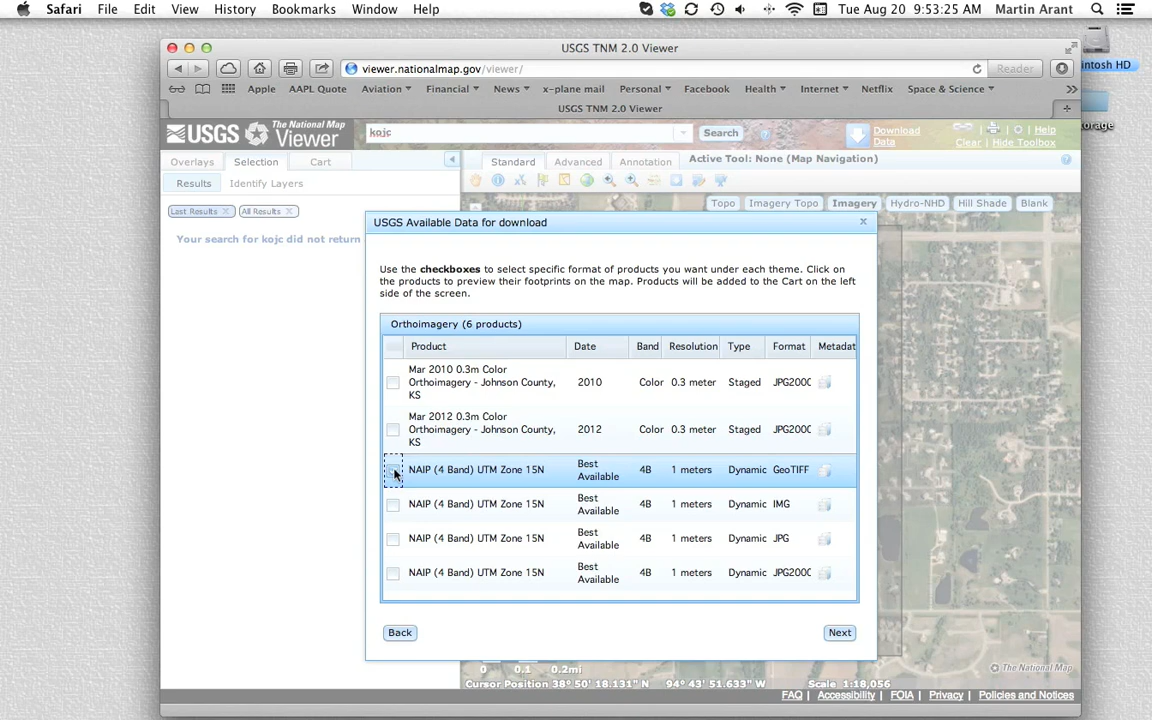 Safari File Edit View History Bookmarks Window Help Tue Aug 20 9:53:25 AM Martin Arant
USGS TNM 2.0 Viewer
intosh HD
viewer.nationalmap.gov/viewer/ Reader
Apple AAPL Quote Aviation Financial News x-plane mail Personal Facebook Health Internet Netflix Space & Science
USGS TNM 2.0 Viewer
orage
USGS The National Map Viewer
kojc Search
Download Data
Help
Clear Hide Toolbox
Overlays Selection Cart
Standard Advanced Annotation Active Tool: None (Map Navigation)
Results Identify Layers
Topo Imagery Topo Imagery Hydro-NHD Hill Shade Blank
Last Results All Results
Your search for kojc did not return
USGS Available Data for download
Use the checkboxes to select specific format of products you want under each theme. Click on
the products to preview their footprints on the map. Products will be added to the Cart on the left
side of the screen.
Orthoimagery (6 products)
Product Date Band Resolution Type Format Metadat
Mar 2010 0.3m Color
Orthoimagery - Johnson County, 2010 Color 0.3 meter Staged JPG200
KS
Mar 2012 0.3m Color
Orthoimagery - Johnson County, 2012 Color 0.3 meter Staged JPG200
KS
NAIP (4 Band) UTM Zone 15N Best Available 4B 1 meters Dynamic GeoTIFF
NAIP (4 Band) UTM Zone 15N Best Available 4B 1 meters Dynamic IMG
NAIP (4 Band) UTM Zone 15N Best Available 4B 1 meters Dynamic JPG
NAIP (4 Band) UTM Zone 15N Best Available 4B 1 meters Dynamic JPG200
Back Next
0 0.1 0.2mi
The National Map
Cursor Position 38° 50' 18.131" N 94° 43' 51.633" W Scale 1:18,056
FAQ Accessibility FOIA Privacy Policies and Notices